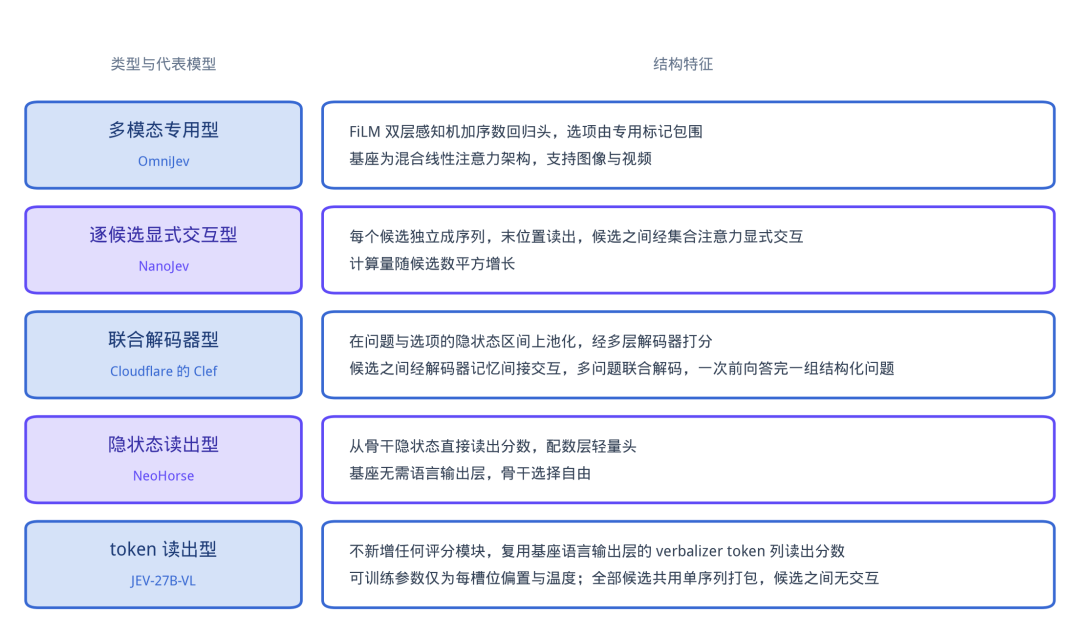 类型与代表模型
结构特征
多模态专用型
OmniJev
FiLM 双层感知机加序数回归头，选项由专用标记包围
基座为混合线性注意力架构，支持图像与视频
逐候选显式交互型
NanoJev
每个候选独立成序列，末位置读出，候选之间经集合注意力显式交互
计算量随候选数平方增长
联合解码器型
Cloudflare 的 Clef
在问题与选项的隐状态区间上池化，经多层解码器打分
候选之间经解码器记忆间接交互，多问题联合解码，一次前向答完一组结构化问题
隐状态读出型
NeoHorse
从骨干隐状态直接读出分数，配数层轻量头
基座无需语言输出层，骨干选择自由
token 读出型
JEV-27B-VL
不新增任何评分模块，复用基座语言输出层的 verbalizer token 列读出分数
可训练参数仅为每槽位偏置与温度；全部候选共用单序列打包，候选之间无交互